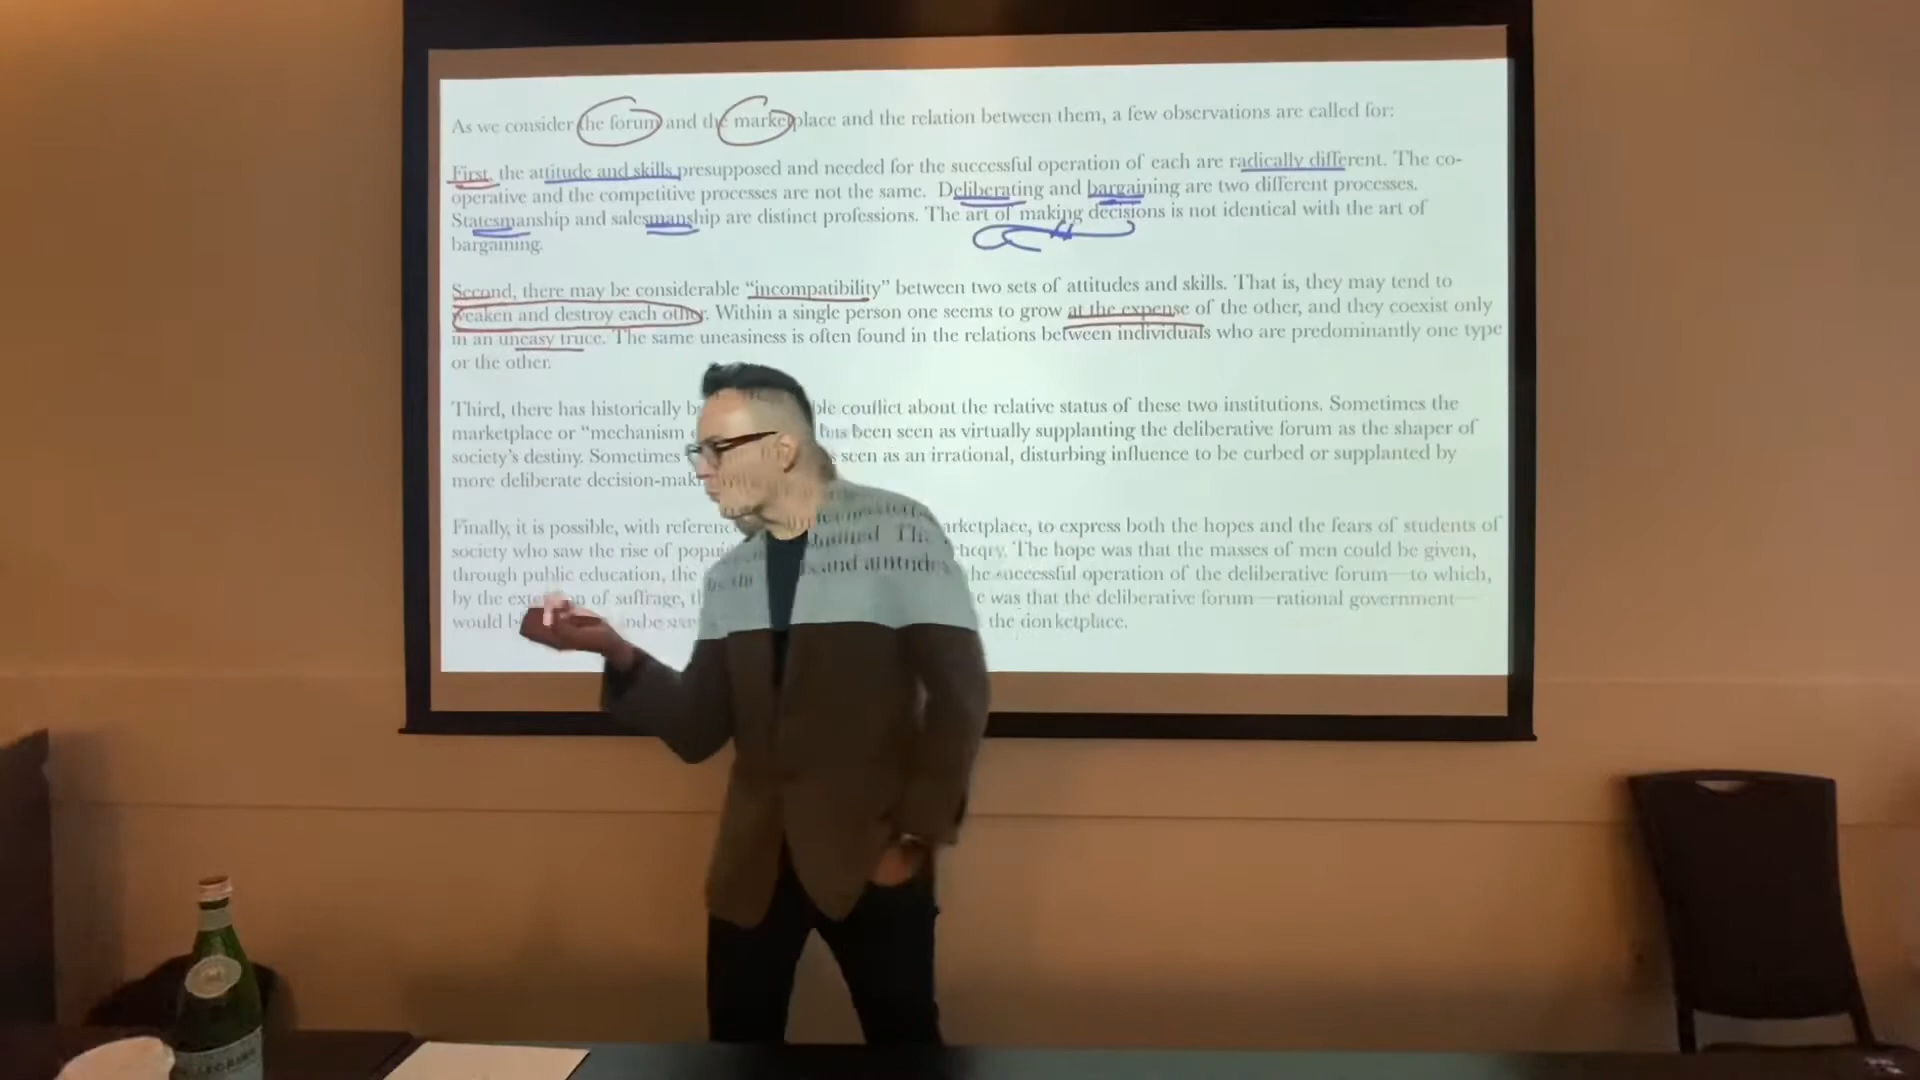 As we consider the forum and the marketplace and the relation between them, a few observations are called for:
First, the attitude and skills presupposed and needed for the successful operation of each are radically different. The co-
operative and the competitive processes are not the same. Deliberating and bargaining are two different processes.
Statesmanship and salesmanship are distinct professions. The art of making decisions is not identical with the art of
bargaining.
Second, there may be considerable “incompatibility” between two sets of attitudes and skills. That is, they may tend to
weaken and destroy each other. Within a single person one seems to grow at the expense of the other, and they coexist only
in an uneasy truce. The same uneasiness is often found in the relations between individuals who are predominantly one type
or the other.
Third, there has historically conflict about the relative status of these two institutions. Sometimes the
marketplace or “mechanism been seen as virtually supplanting the deliberative forum as the shaper of
society’s destiny. Sometimes seen as an irrational, disturbing influence to be curbed or supplanted by
more deliberate
Finally, it is possible, with to express both the hopes and the fears of students of
society who saw the rise of The hope was that the masses of men could be given,
through public education, the successful operation of the deliberative forum—to which,
by the of suffrage, was that the deliberative forum—rational government—
would the
and attitudes